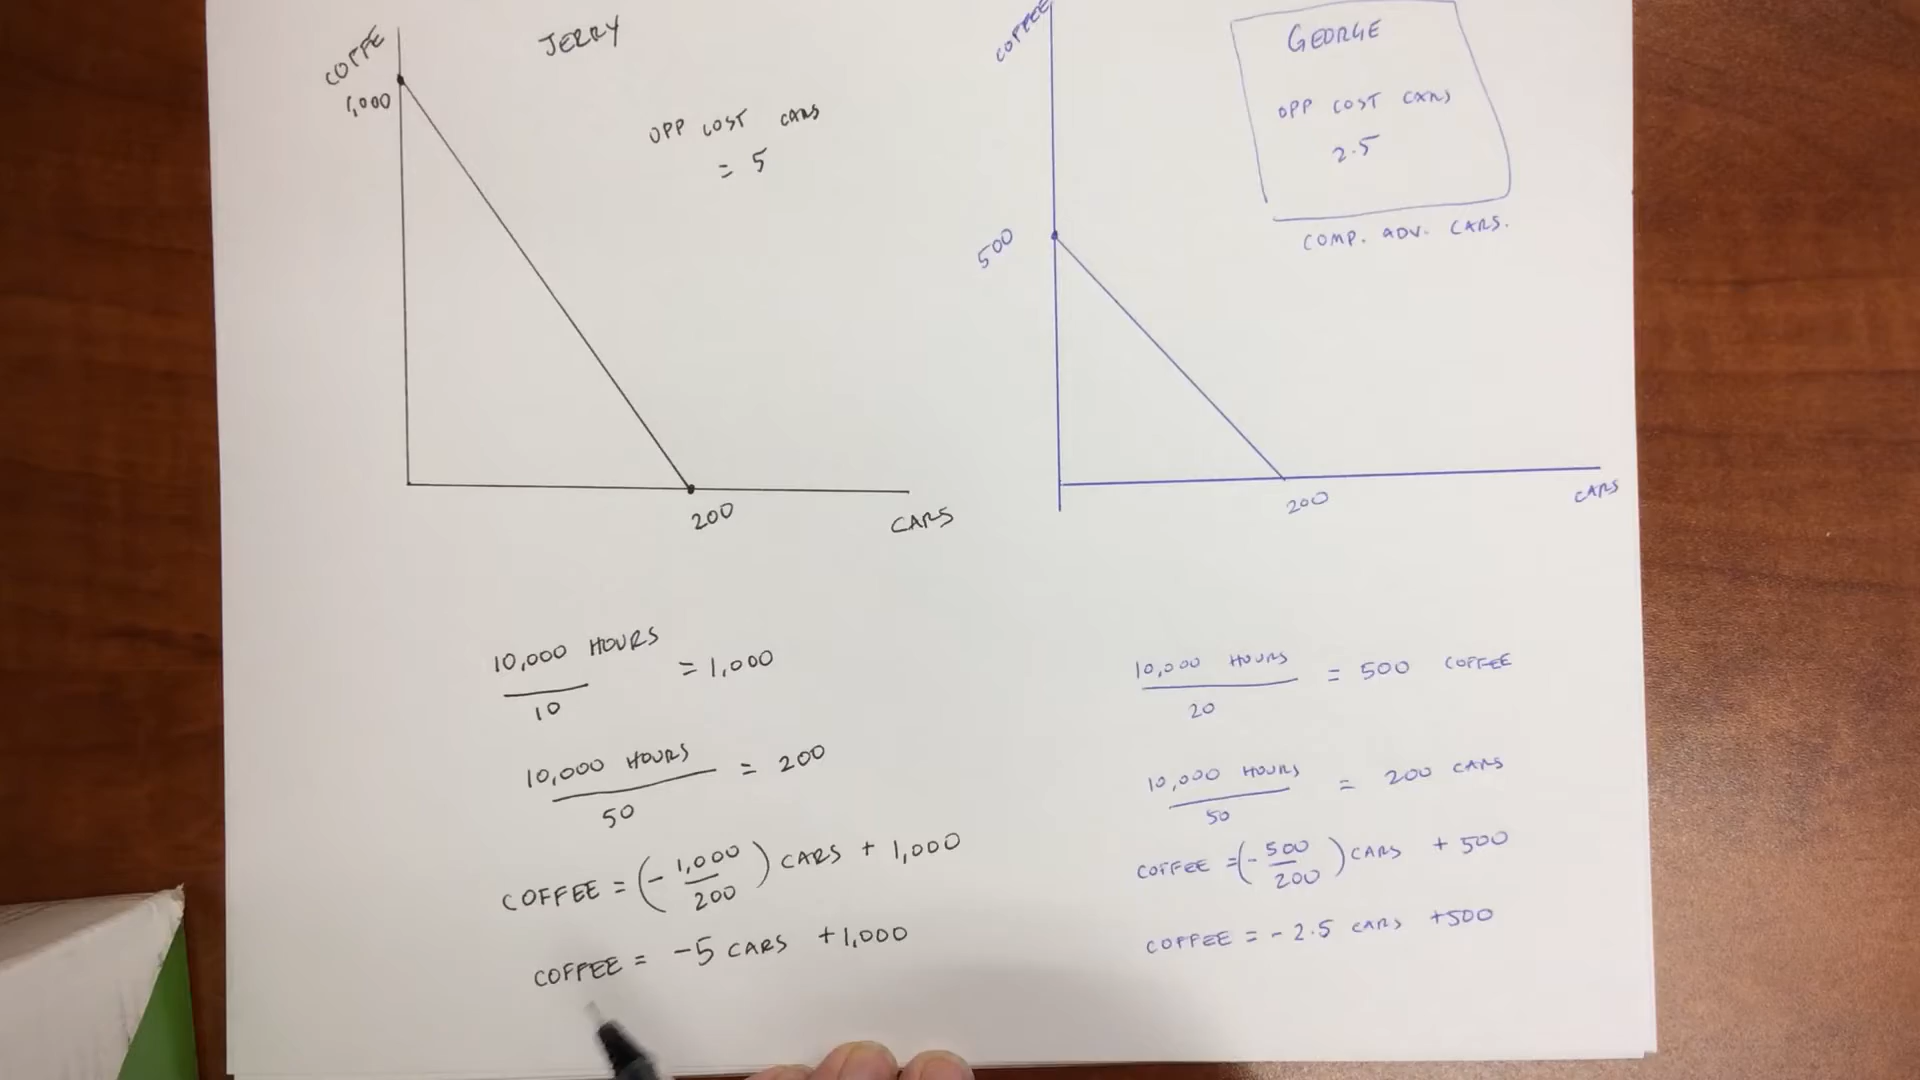 COFFE
JERRY
1,000
OPP COST CARS
= 5
200
CARS
10,000 HOURS
10
= 1,000
10,000 HOURS
50
= 200
COFFEE = (- 1,000
200 ) CARS + 1,000
COFFEE = -5 CARS +1,000
COFFEE
GEORGE
OPP COST CARS
2.5
COMP. ADV. CARS.
500
200
CARS
10,000 HOURS
20
= 500 COFFEE
10,000 HOURS
50
= 200 CARS
COFFEE = (- 500
200 ) CARS + 500
COFFEE = - 2.5 CARS +500